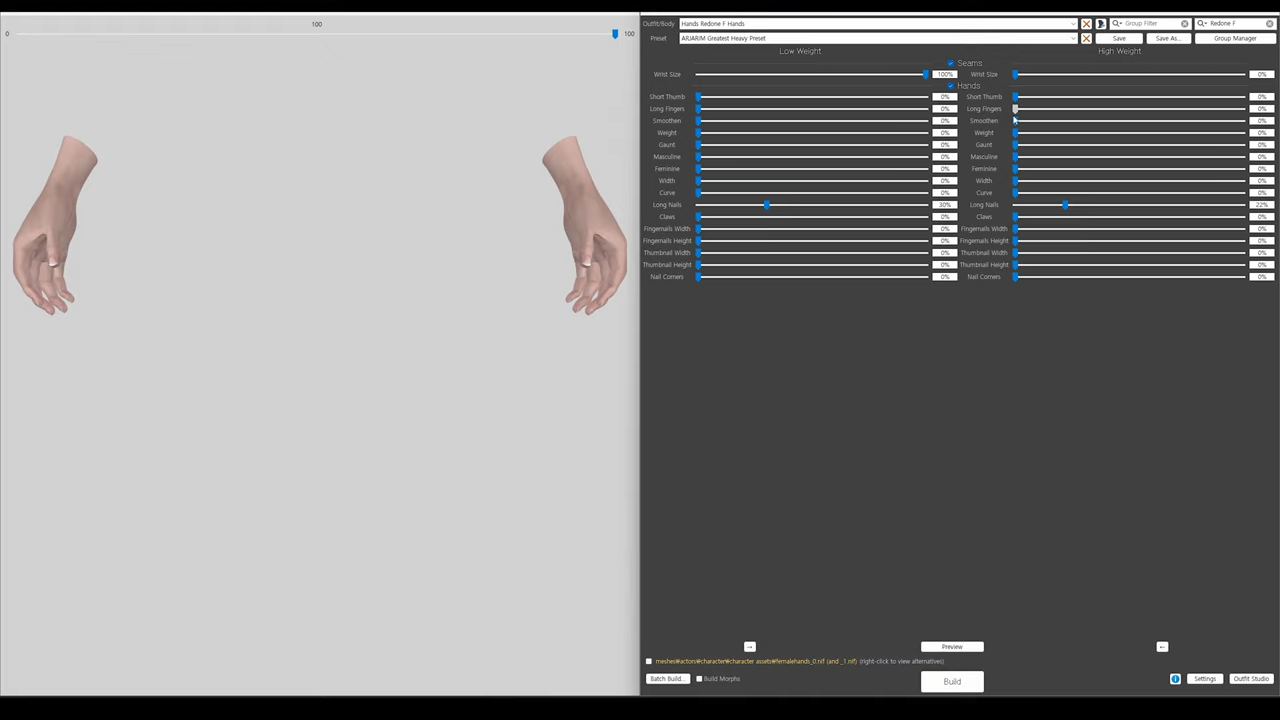 100
0
100
Outfit/Body Hands Redone F Hands Group Filter Redone F
Preset ARJARIM Greatest Heavy Preset Save Save As... Group Manager
Low Weight High Weight
Seams
Wrist Size 100% Wrist Size 0%
Hands
Short Thumb 0% Short Thumb 0%
Long Fingers 0% Long Fingers 0%
Smoothen 0% Smoothen 0%
Weight 0% Weight 0%
Gaunt 0% Gaunt 0%
Masculine 0% Masculine 0%
Feminine 0% Feminine 0%
Width 0% Width 0%
Curve 0% Curve 0%
Long Nails 30% Long Nails 22%
Claws 0% Claws 0%
Fingernails Width 0% Fingernails Width 0%
Fingernails Height 0% Fingernails Height 0%
Thumbnail Width 0% Thumbnail Width 0%
Thumbnail Height 0% Thumbnail Height 0%
Nail Corners 0% Nail Corners 0%
→ Preview ←
meshes₩actors₩character₩character assets₩femalehands_0.nif (and _1.nif) (right-click to view alternatives)
Batch Build... Build Morphs Build Settings Outfit Studio